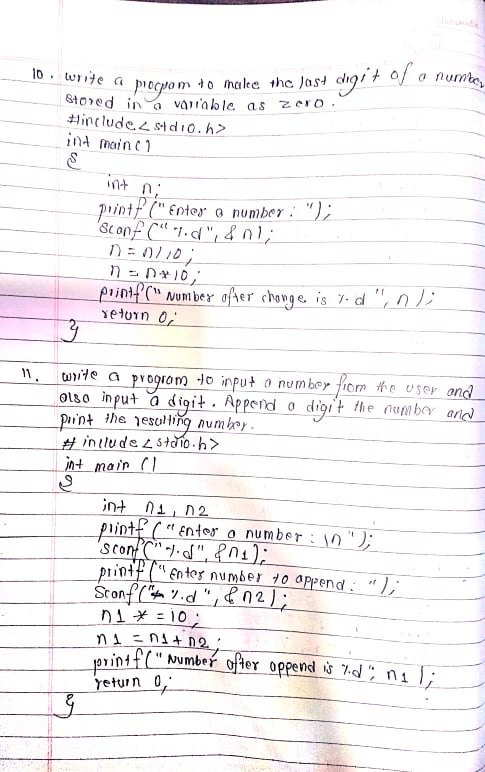 10. write a program to make the last digit of a number
stored in a variable as zero.
#include<stdio.h>
int main()
{
int n;
printf("Enter a number: ");
scanf("%d", &n);
n = n/10;
n = n*10;
printf("Number after change is %d", n);
return 0;
}
11. write a program to input a number from the user and
also input a digit. Append a digit the number and
print the resulting number.
# include<stdio.h>
int main ()
{
int n1, n2
printf("Enter a number: \n");
scanf("%d", &n1);
printf("Enter number to append: ");
scanf("%d", &n2);
n1 *= 10;
n1 = n1 + n2;
printf("Number after append is %d", n1);
return 0;
}